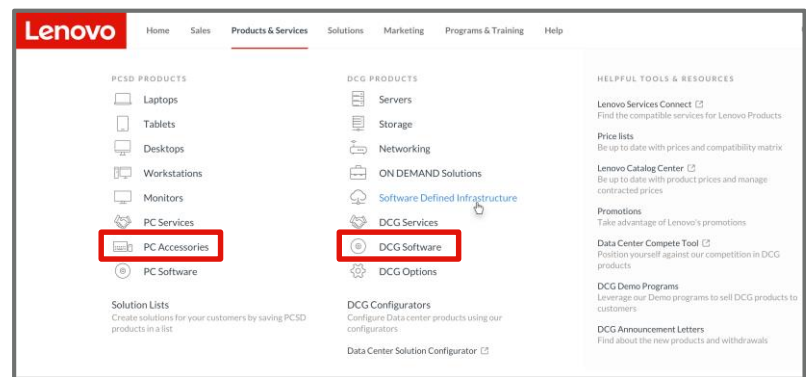 Lenovo
Home Sales Products & Services Solutions Marketing Programs & Training Help
PCSD PRODUCTS
Laptops
Tablets
Desktops
Workstations
Monitors
PC Services
PC Accessories
PC Software
Solution Lists
Create solutions for your customers by saving PCSD
products in a list
DCG PRODUCTS
Servers
Storage
Networking
ON DEMAND Solutions
Software Defined Infrastructure
DCG Services
DCG Software
DCG Options
DCG Configurators
Configure Data center products using our
configurators
Data Center Solution Configurator
HELPFUL TOOLS & RESOURCES
Lenovo Services Connect
Find the compatible services for Lenovo Products
Price lists
Be up to date with prices and compatibility matrix
Lenovo Catalog Center
Be up to date with product prices and manage
contracted prices
Promotions
Take advantage of Lenovo's promotions
Data Center Compete Tool
Position yourself against our competition in DCG
products
DCG Demo Programs
Leverage our Demo programs to sell DCG products to
customers
DCG Announcement Letters
Find about the new products and withdrawals